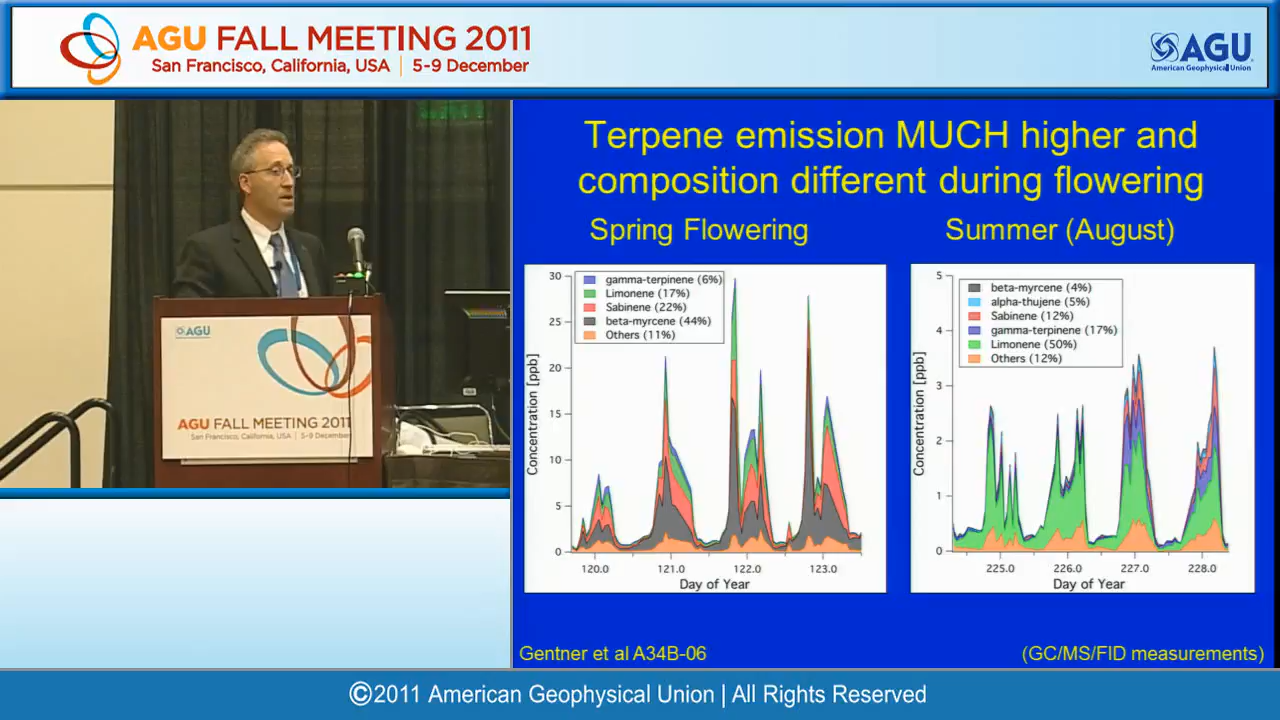 AGU FALL MEETING 2011
San Francisco, California, USA | 5-9 December
AGU
American Geophysical Union
AGU
AGU FALL MEETING 2011
San Francisco, California, USA | 5-9 December
Terpene emission MUCH higher and
composition different during flowering
Spring Flowering
Summer (August)
30
25
20
15
10
5
0
Concentration [ppb]
gamma-terpinene (6%)
Limonene (17%)
Sabinene (22%)
beta-myrcene (44%)
Others (11%)
120.0 121.0 122.0 123.0
Day of Year
5
4
3
2
1
0
Concentration [ppb]
beta-myrcene (4%)
alpha-thujene (5%)
Sabinene (12%)
gamma-terpinene (17%)
Limonene (50%)
Others (12%)
225.0 226.0 227.0 228.0
Day of Year
Gentner et al A34B-06
(GC/MS/FID measurements)
©2011 American Geophysical Union | All Rights Reserved